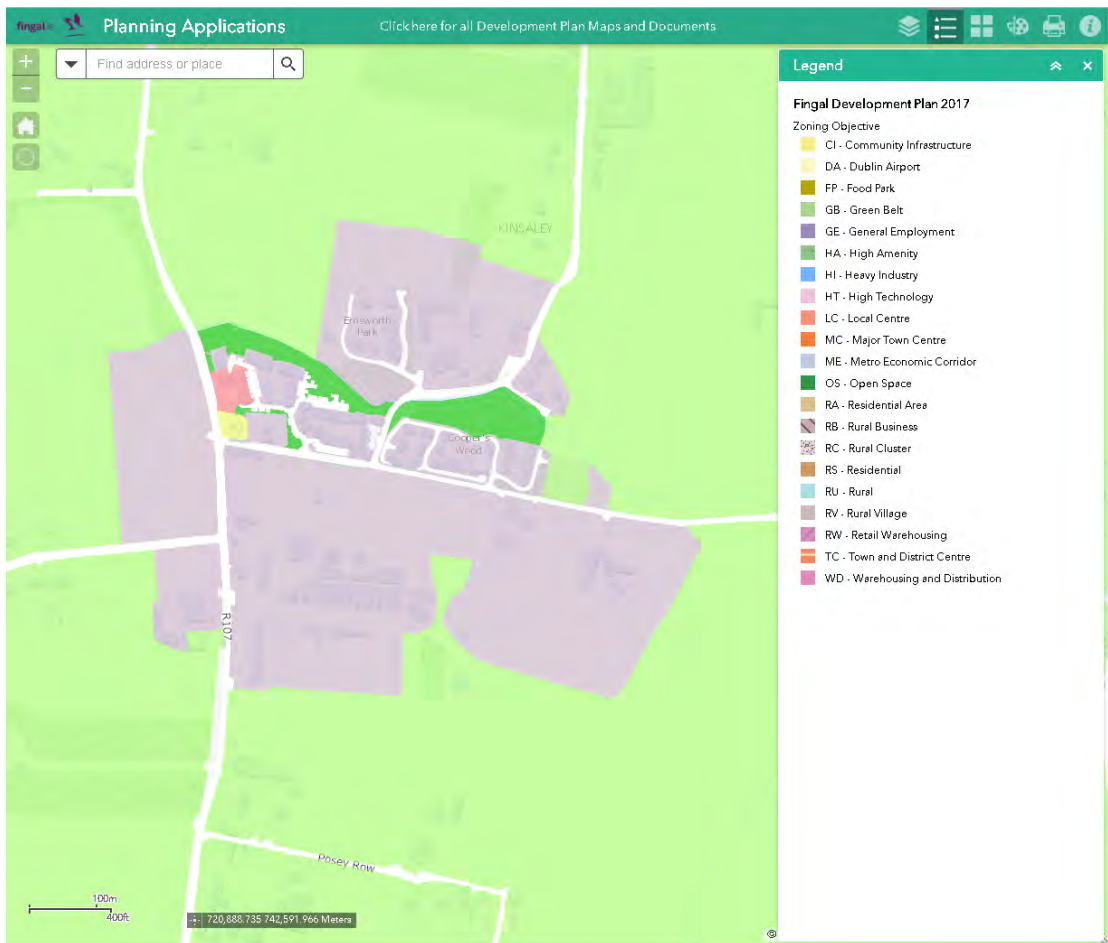 fingal
Planning Applications
Click here for all Development Plan Maps and Documents
Find address or place
Legend
Fingal Development Plan 2017
Zoning Objective
CI - Community Infrastructure
DA - Dublin Airport
FP - Food Park
GB - Green Belt
GE - General Employment
HA - High Amenity
HI - Heavy Industry
HT - High Technology
LC - Local Centre
MC - Major Town Centre
ME - Metro Economic Corridor
OS - Open Space
RA - Residential Area
RB - Rural Business
RC - Rural Cluster
RS - Residential
RU - Rural
RV - Rural Village
RW - Retail Warehousing
TC - Town and District Centre
WD - Warehousing and Distribution
KINSALEY
Emsworth
Park
Cooper's
Wood
R107
Posey Row
100m
400ft
720,888.735 742,591.966 Meters
©